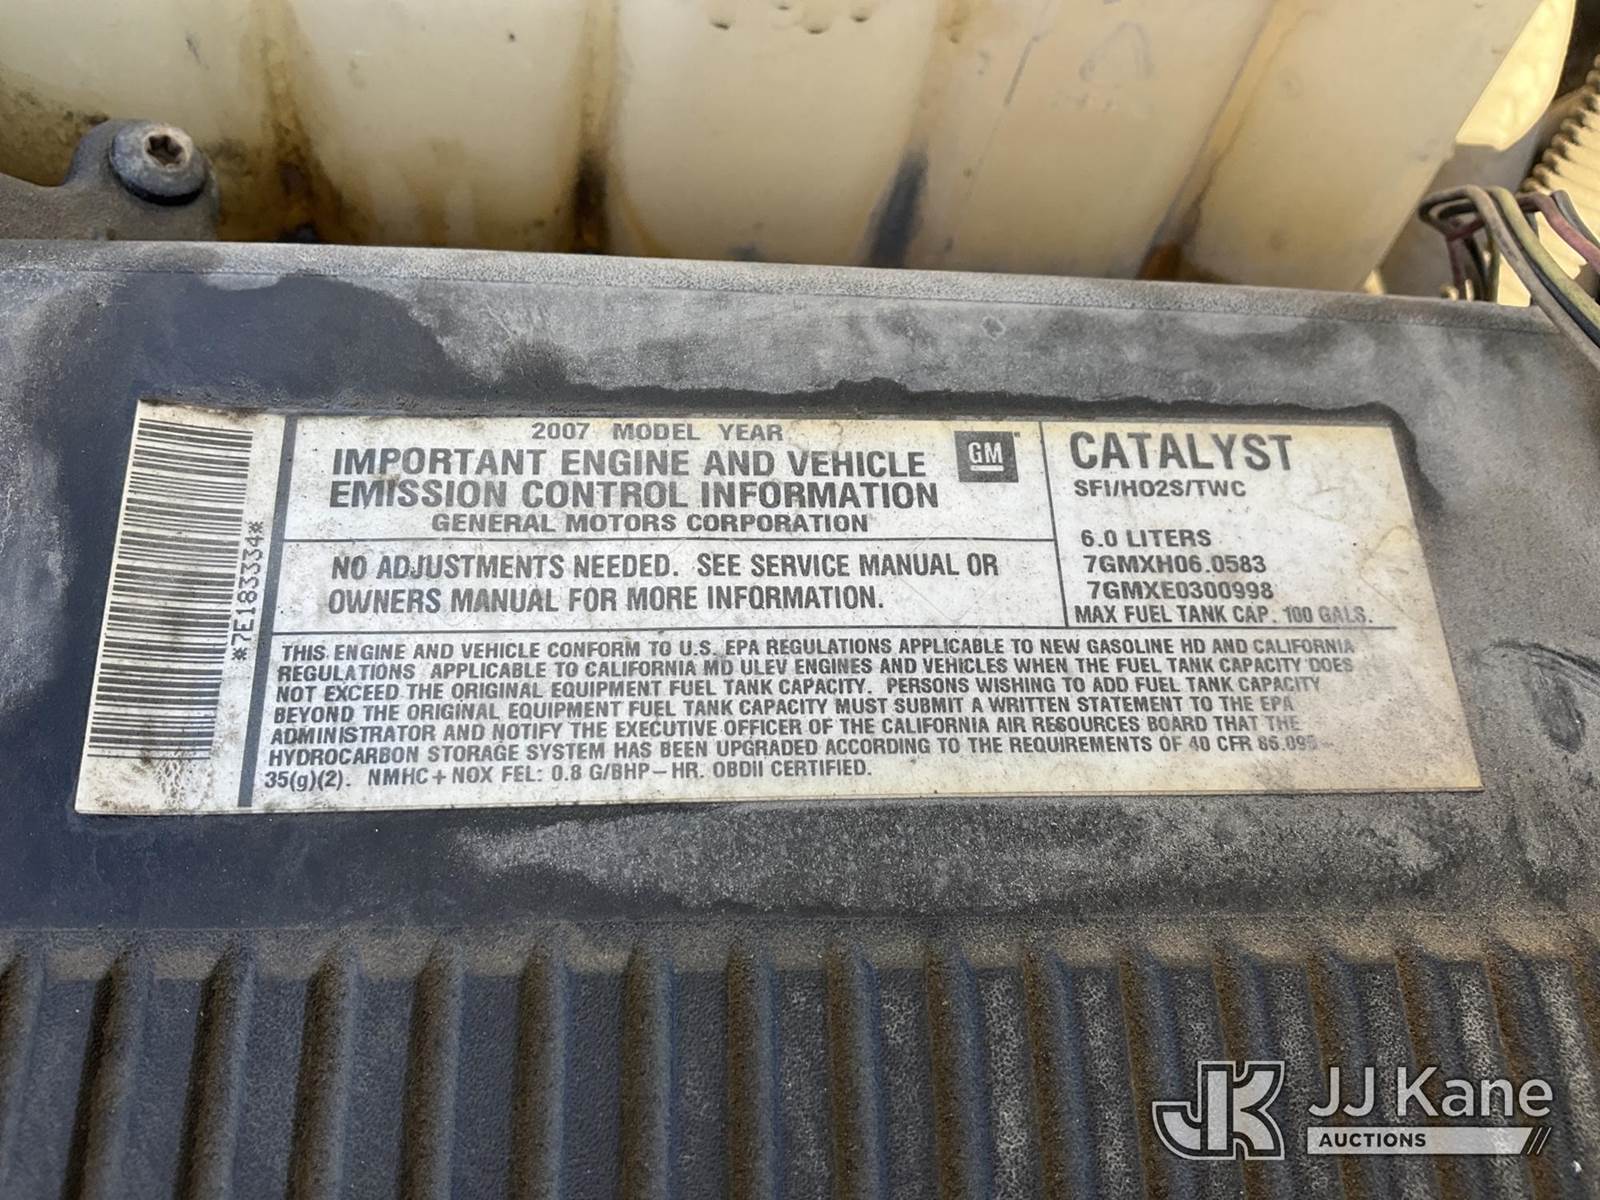 *7E183334*
2007 MODEL YEAR
IMPORTANT ENGINE AND VEHICLE
EMISSION CONTROL INFORMATION
GENERAL MOTORS CORPORATION
GM
NO ADJUSTMENTS NEEDED. SEE SERVICE MANUAL OR
OWNERS MANUAL FOR MORE INFORMATION.
CATALYST
SFI/HO2S/TWC
6.0 LITERS
7GMXH06.0583
7GMXE0300998
MAX FUEL TANK CAP. 100 GALS.
THIS ENGINE AND VEHICLE CONFORM TO U.S. EPA REGULATIONS APPLICABLE TO NEW GASOLINE HD AND CALIFORNIA
REGULATIONS APPLICABLE TO CALIFORNIA MD ULEV ENGINES AND VEHICLES WHEN THE FUEL TANK CAPACITY DOES
NOT EXCEED THE ORIGINAL EQUIPMENT FUEL TANK CAPACITY. PERSONS WISHING TO ADD FUEL TANK CAPACITY
BEYOND THE ORIGINAL EQUIPMENT FUEL TANK CAPACITY MUST SUBMIT A WRITTEN STATEMENT TO THE EPA
ADMINISTRATOR AND NOTIFY THE EXECUTIVE OFFICER OF THE CALIFORNIA AIR RESOURCES BOARD THAT THE
HYDROCARBON STORAGE SYSTEM HAS BEEN UPGRADED ACCORDING TO THE REQUIREMENTS OF 40 CFR 86.095-
35(g)(2). NMHC+NOX FEL: 0.8 G/BHP-HR. OBDII CERTIFIED.
JK JJ Kane
AUCTIONS